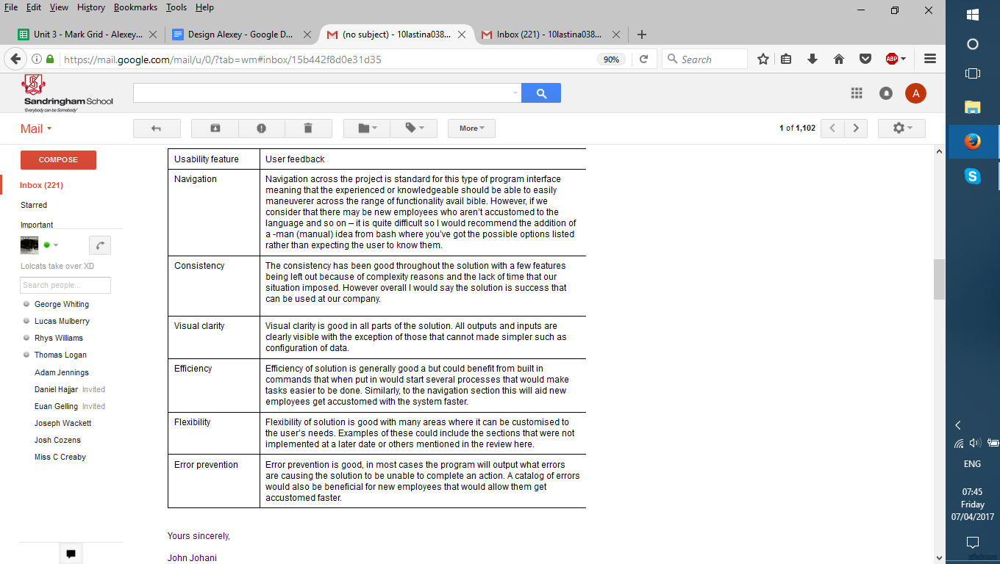 File Edit View History Bookmarks Tools Help
Unit 3 - Mark Grid - Alexey...
Design Alexey - Google D...
(no subject) - 10lastina038...
Inbox (221) - 10lastina038...
https://mail.google.com/mail/u/0/?tab=wm#inbox/15b442f8d0e31d35
90%
Search
ABP
Sandringham School
'Everybody can be Somebody'
A
Mail
More
1 of 1,102
COMPOSE
Inbox (221)
Starred
Important
Lolcats take over XD
Search people...
George Whiting
Lucas Mulberry
Rhys Williams
Thomas Logan
Adam Jennings
Daniel Hajjar Invited
Euan Gelling Invited
Joseph Wackett
Josh Cozens
Miss C Creaby
Usability feature
User feedback
Navigation
Navigation across the project is standard for this type of program interface
meaning that the experienced or knowledgeable should be able to easily
maneuverer across the range of functionality avail bible. However, if we
consider that there may be new employees who aren't accustomed to the
language and so on – it is quite difficult so I would recommend the addition of
a -man (manual) idea from bash where you've got the possible options listed
rather than expecting the user to know them.
Consistency
The consistency has been good throughout the solution with a few features
being left out because of complexity reasons and the lack of time that our
situation imposed. However overall I would say the solution is success that
can be used at our company.
Visual clarity
Visual clarity is good in all parts of the solution. All outputs and inputs are
clearly visible with the exception of those that cannot made simpler such as
configuration of data.
Efficiency
Efficiency of solution is generally good a but could benefit from built in
commands that when put in would start several processes that would make
tasks easier to be done. Similarly, to the navigation section this will aid new
employees get accustomed with the system faster.
Flexibility
Flexibility of solution is good with many areas where it can be customised to
the user's needs. Examples of these could include the sections that were not
implemented at a later date or others mentioned in the review here.
Error prevention
Error prevention is good, in most cases the program will output what errors
are causing the solution to be unable to complete an action. A catalog of errors
would also be beneficial for new employees that would allow them get
accustomed faster.
Yours sincerely,
John Johani
ENG
07:45
Friday
07/04/2017